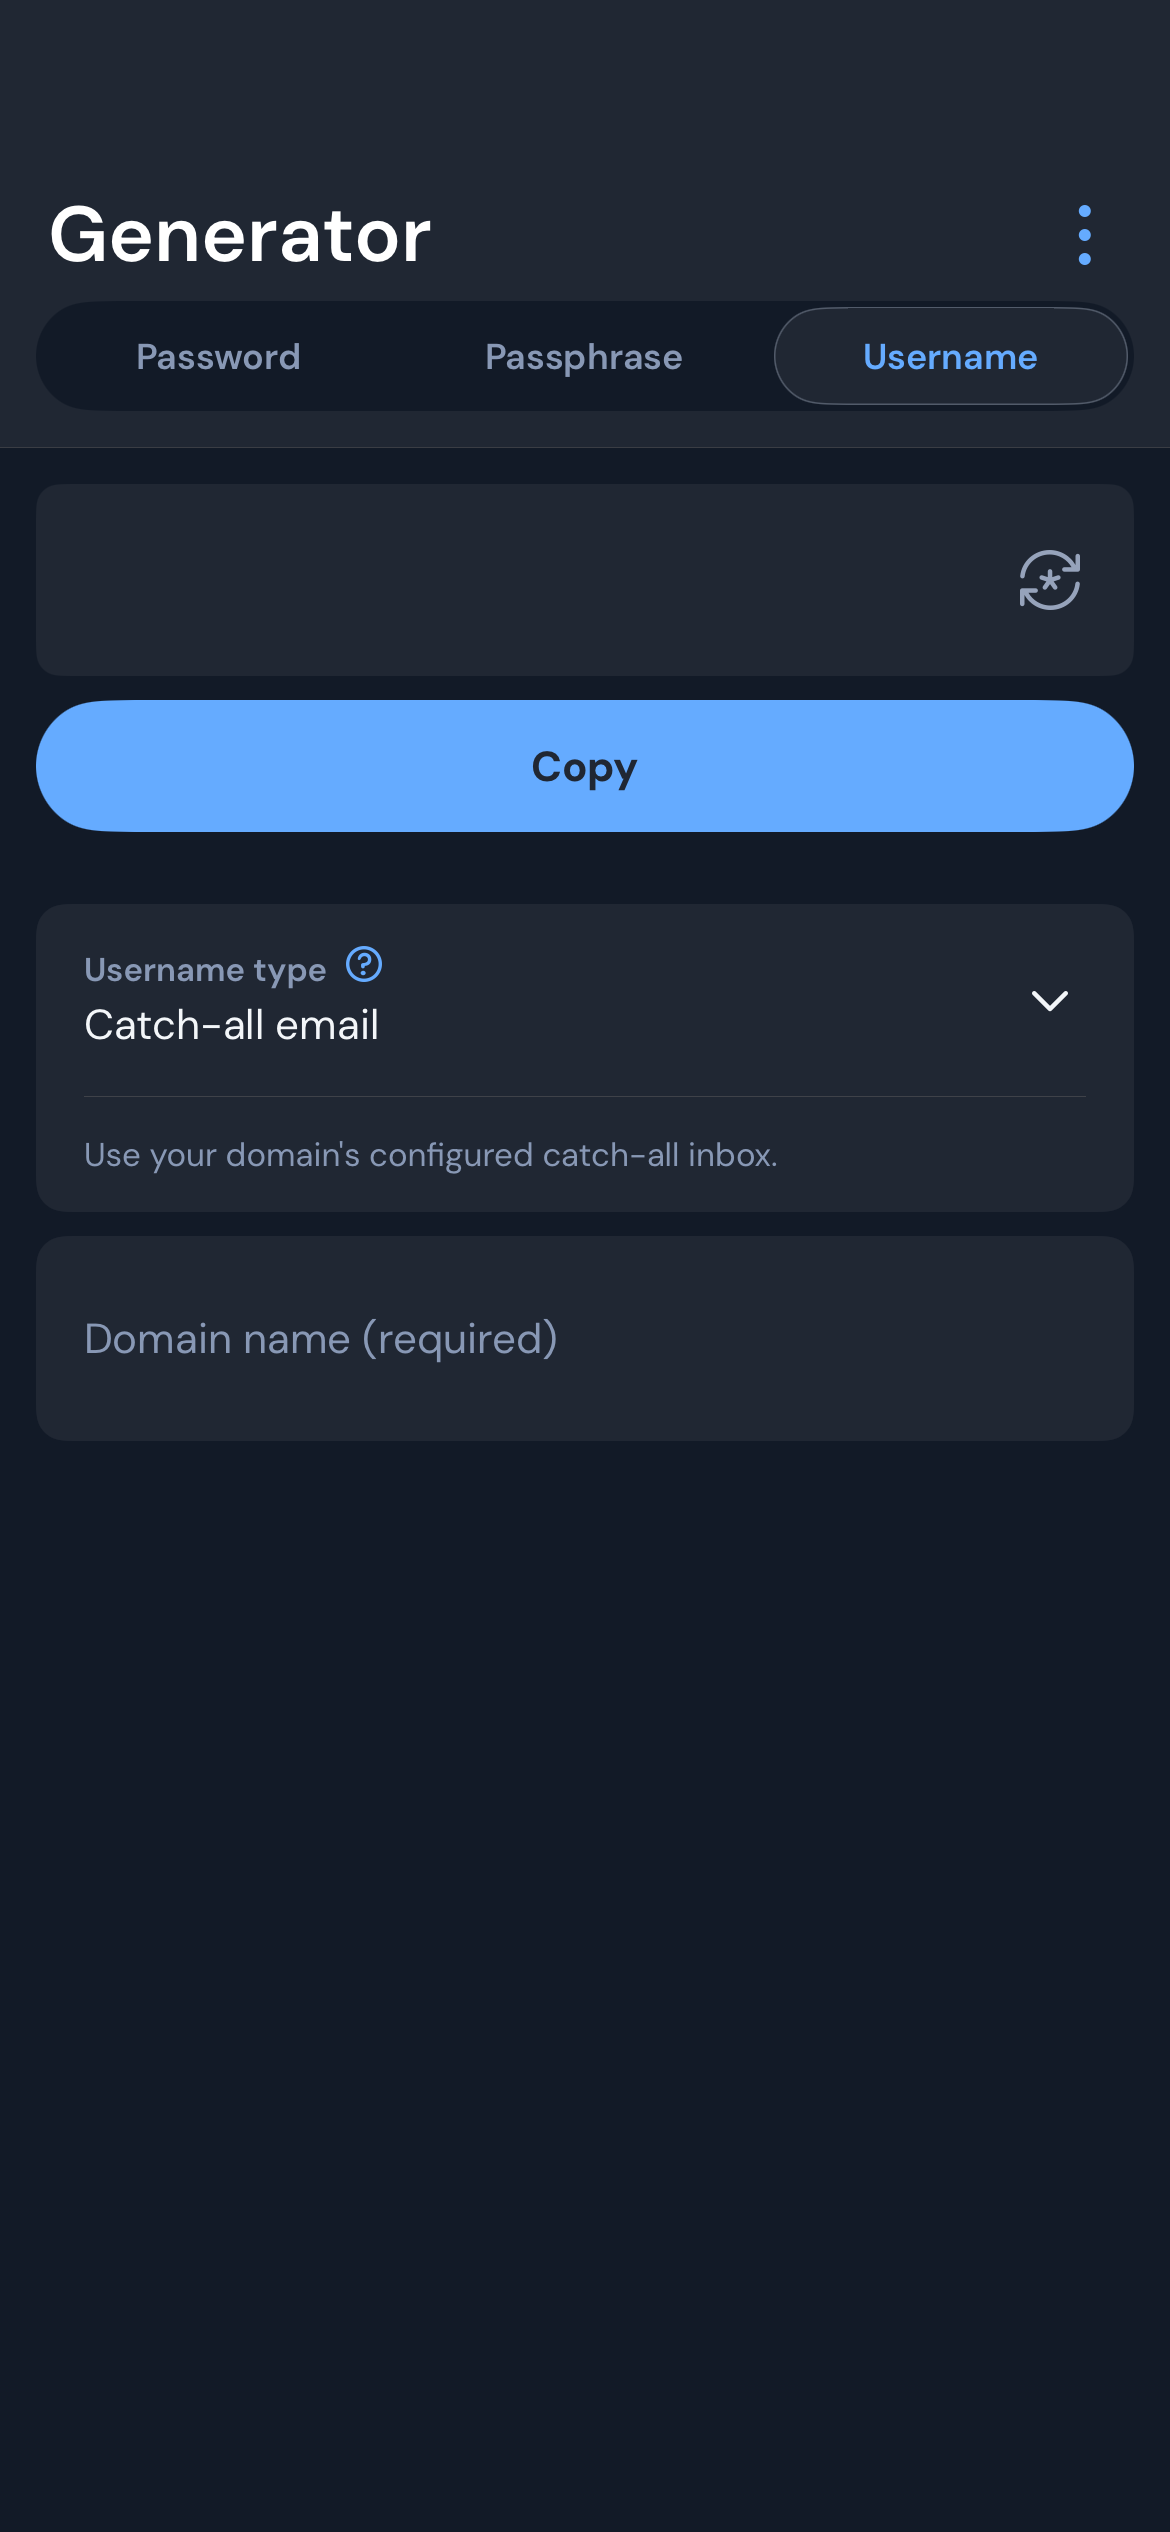 Generator
Password Passphrase Username
Copy
Username type
Catch-all email
Use your domain's configured catch-all inbox.
Domain name (required)